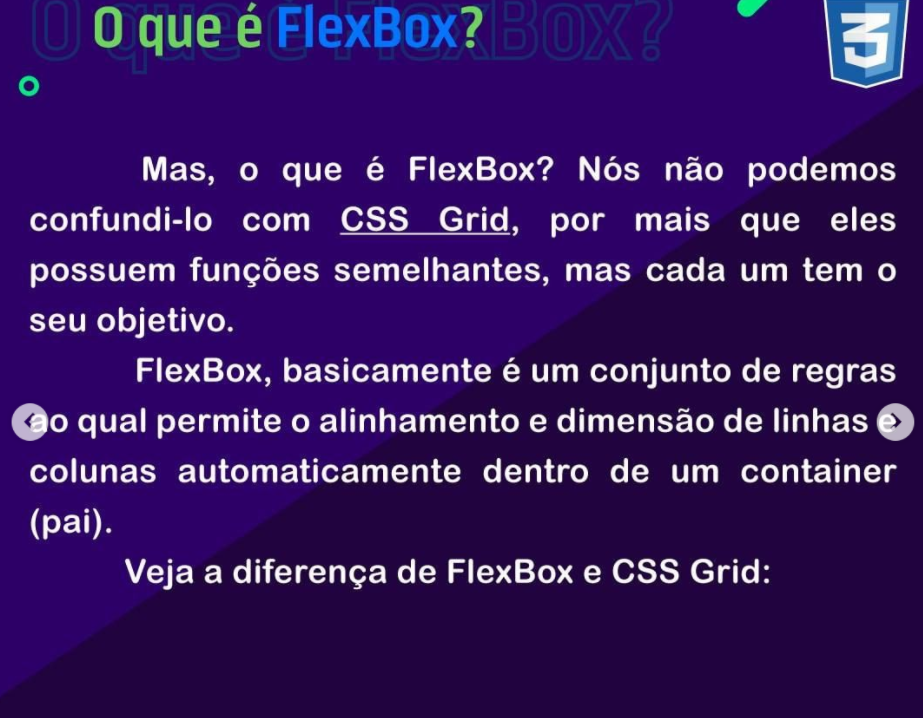 O que é FlexBox?
3
Mas, o que é FlexBox? Nós não podemos
confundi-lo com CSS Grid, por mais que eles
possuem funções semelhantes, mas cada um tem o
seu objetivo.
FlexBox, basicamente é um conjunto de regras
ao qual permite o alinhamento e dimensão de linhas e
colunas automaticamente dentro de um container
(pai).
Veja a diferença de FlexBox e CSS Grid: